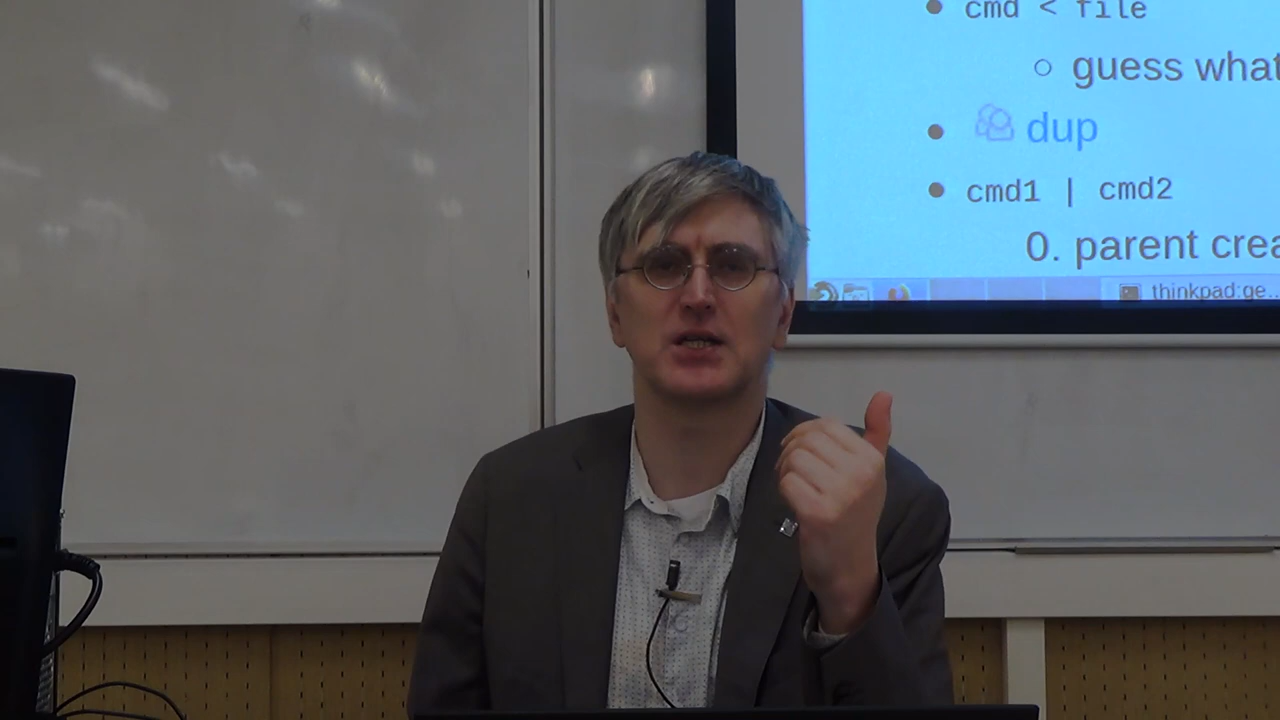 cmd < file
guess what
dup
cmd1 | cmd2
0. parent crea
thinkpad:ge...